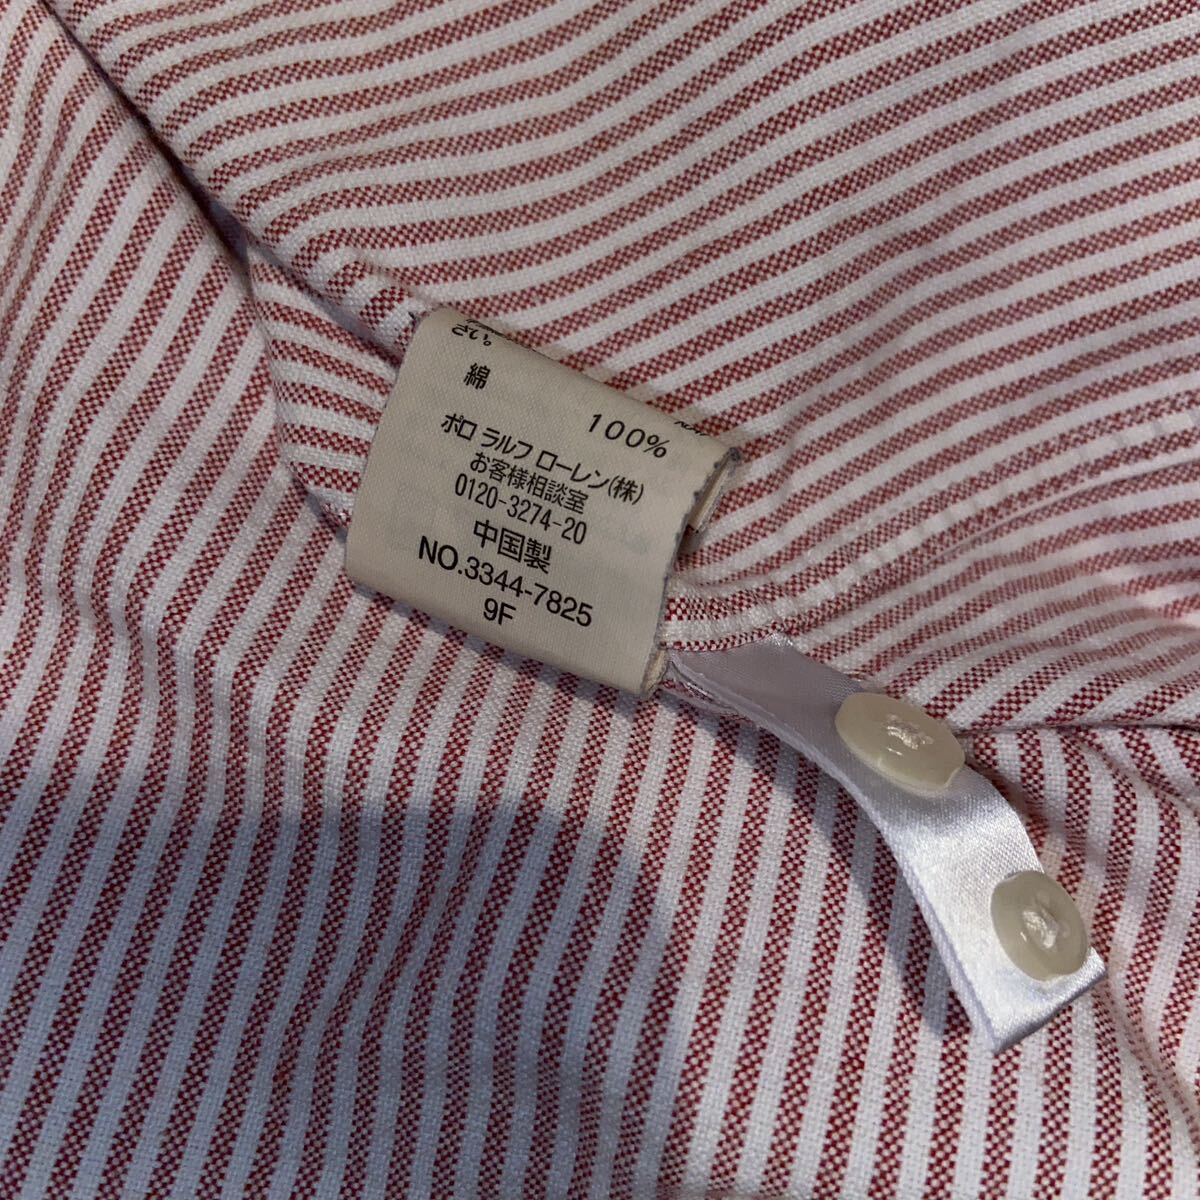 さい。
綿 100%
ポロ ラルフ ローレン(株)
お客様相談室
0120-3274-20
中国製
NO.3344-7825
9F